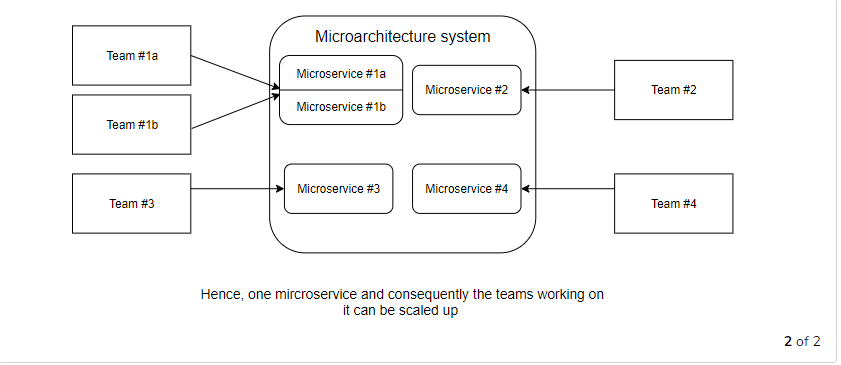 Microarchitecture system
Team #1a
Microservice #1a
Microservice #2
Team #2
Microservice #1b
Team #1b
Team #3
Microservice #3
Microservice #4
Team #4
Hence, one mircroservice and consequently the teams working on
it can be scaled up
2 of 2